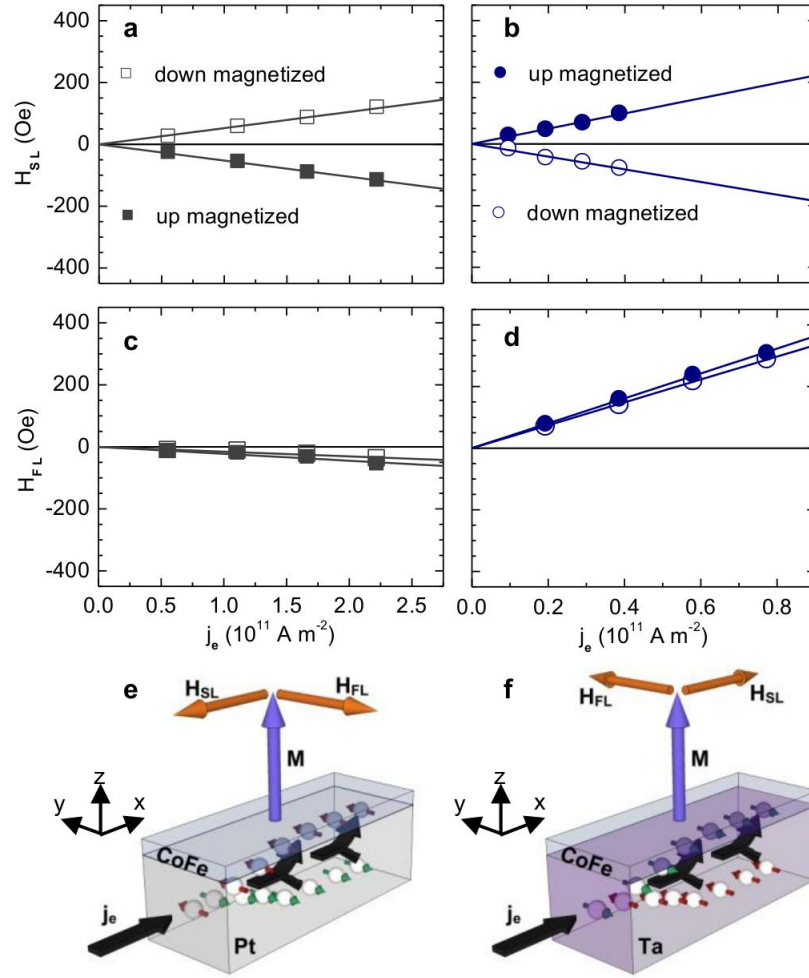 a
b
400
200
0
-200
-400
H_SL (Oe)
down magnetized
up magnetized
up magnetized
down magnetized
c
d
400
200
0
-200
-400
H_FL (Oe)
0.0 0.5 1.0 1.5 2.0 2.5
0.0 0.2 0.4 0.6 0.8
j_e (10^11 A m^-2)
j_e (10^11 A m^-2)
e
H_SL
H_FL
M
z
y
x
CoFe
j_e
Pt
f
H_FL
H_SL
M
z
y
x
CoFe
j_e
Ta